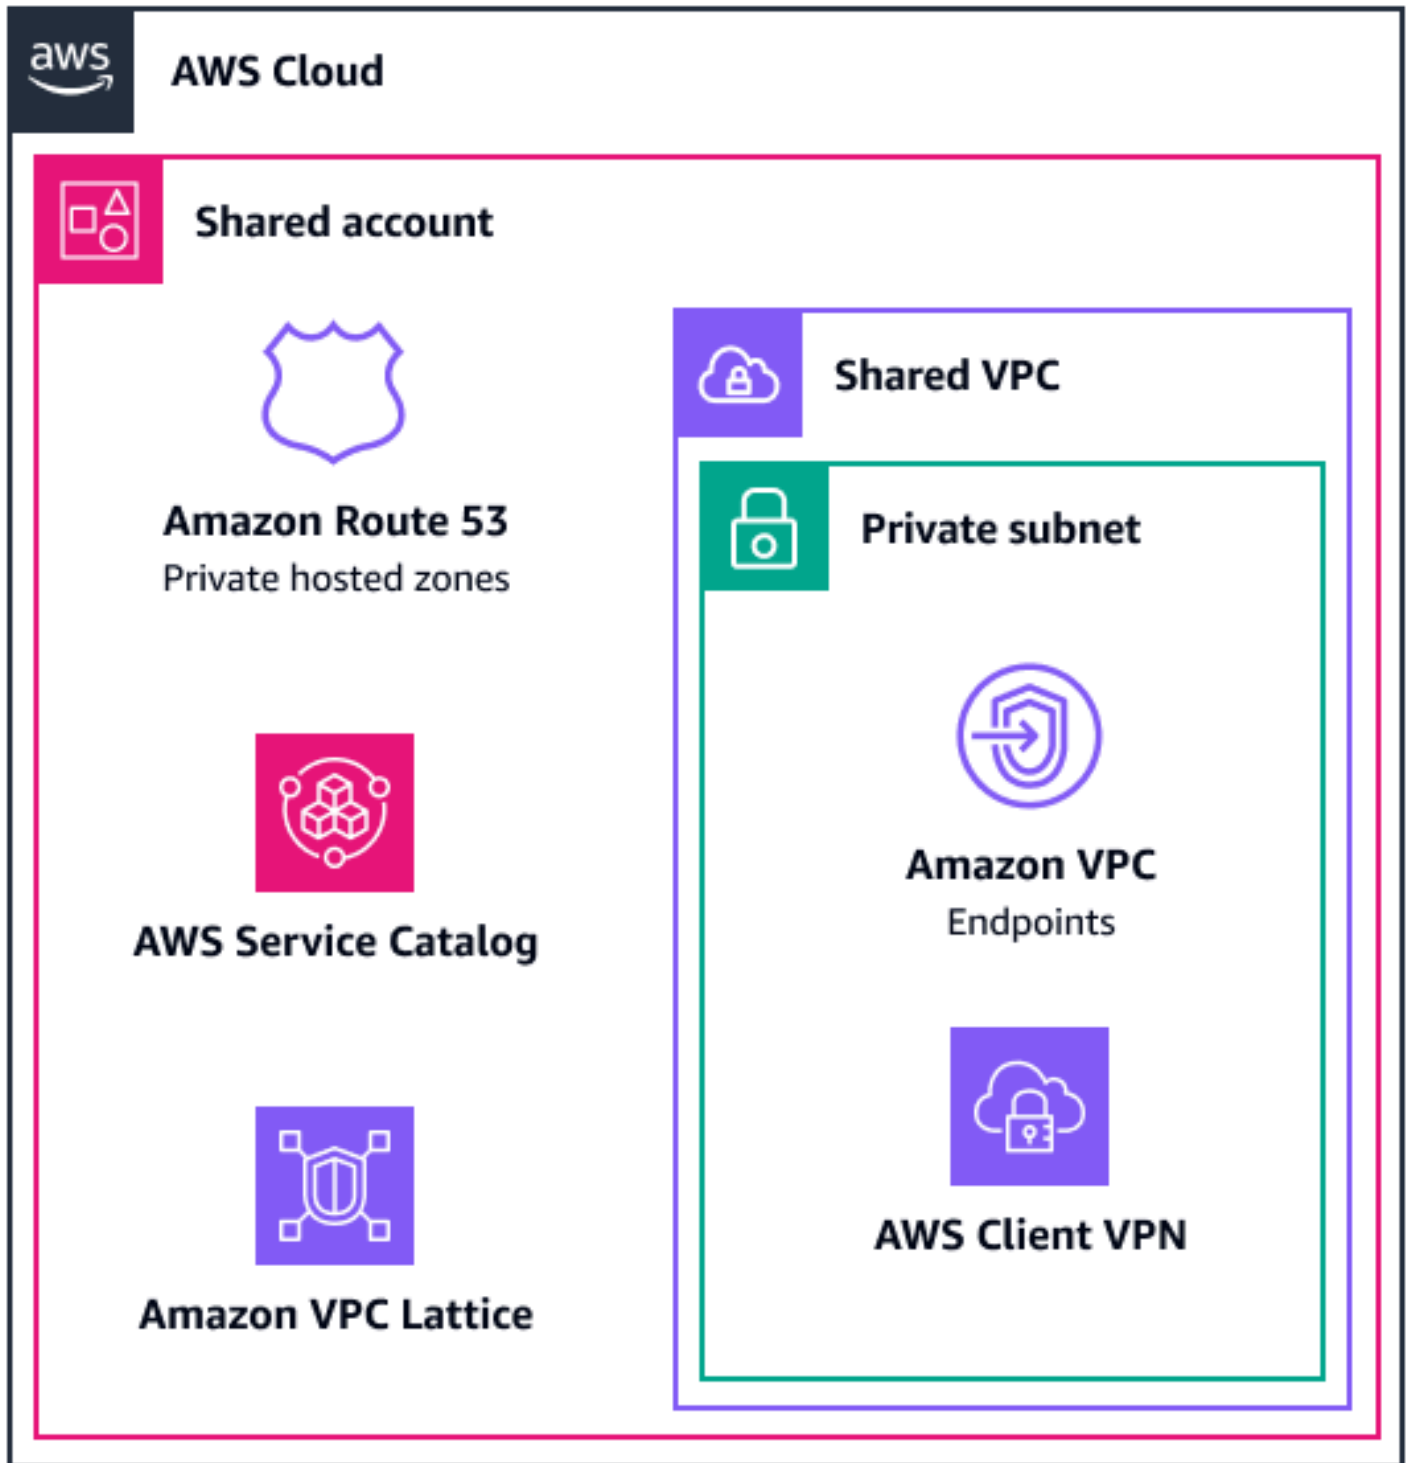 aws
AWS Cloud
Shared account
Amazon Route 53
Private hosted zones
AWS Service Catalog
Amazon VPC Lattice
Shared VPC
Private subnet
Amazon VPC
Endpoints
AWS Client VPN